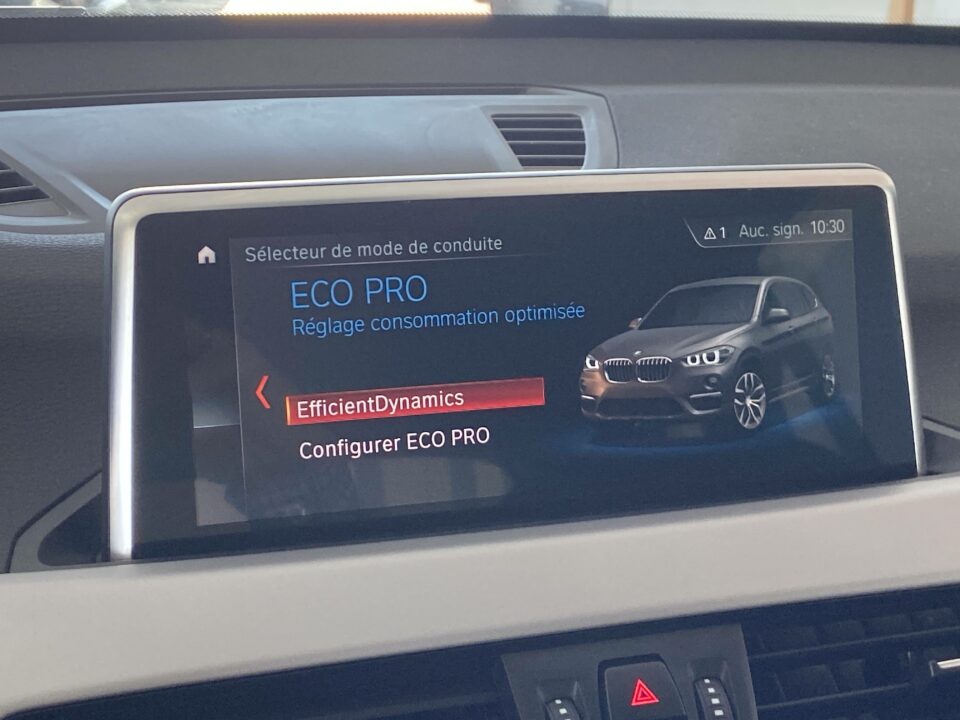 Sélecteur de mode de conduite
1 Auc. sign. 10:30
ECO PRO
Réglage consommation optimisée
EfficientDynamics
Configurer ECO PRO